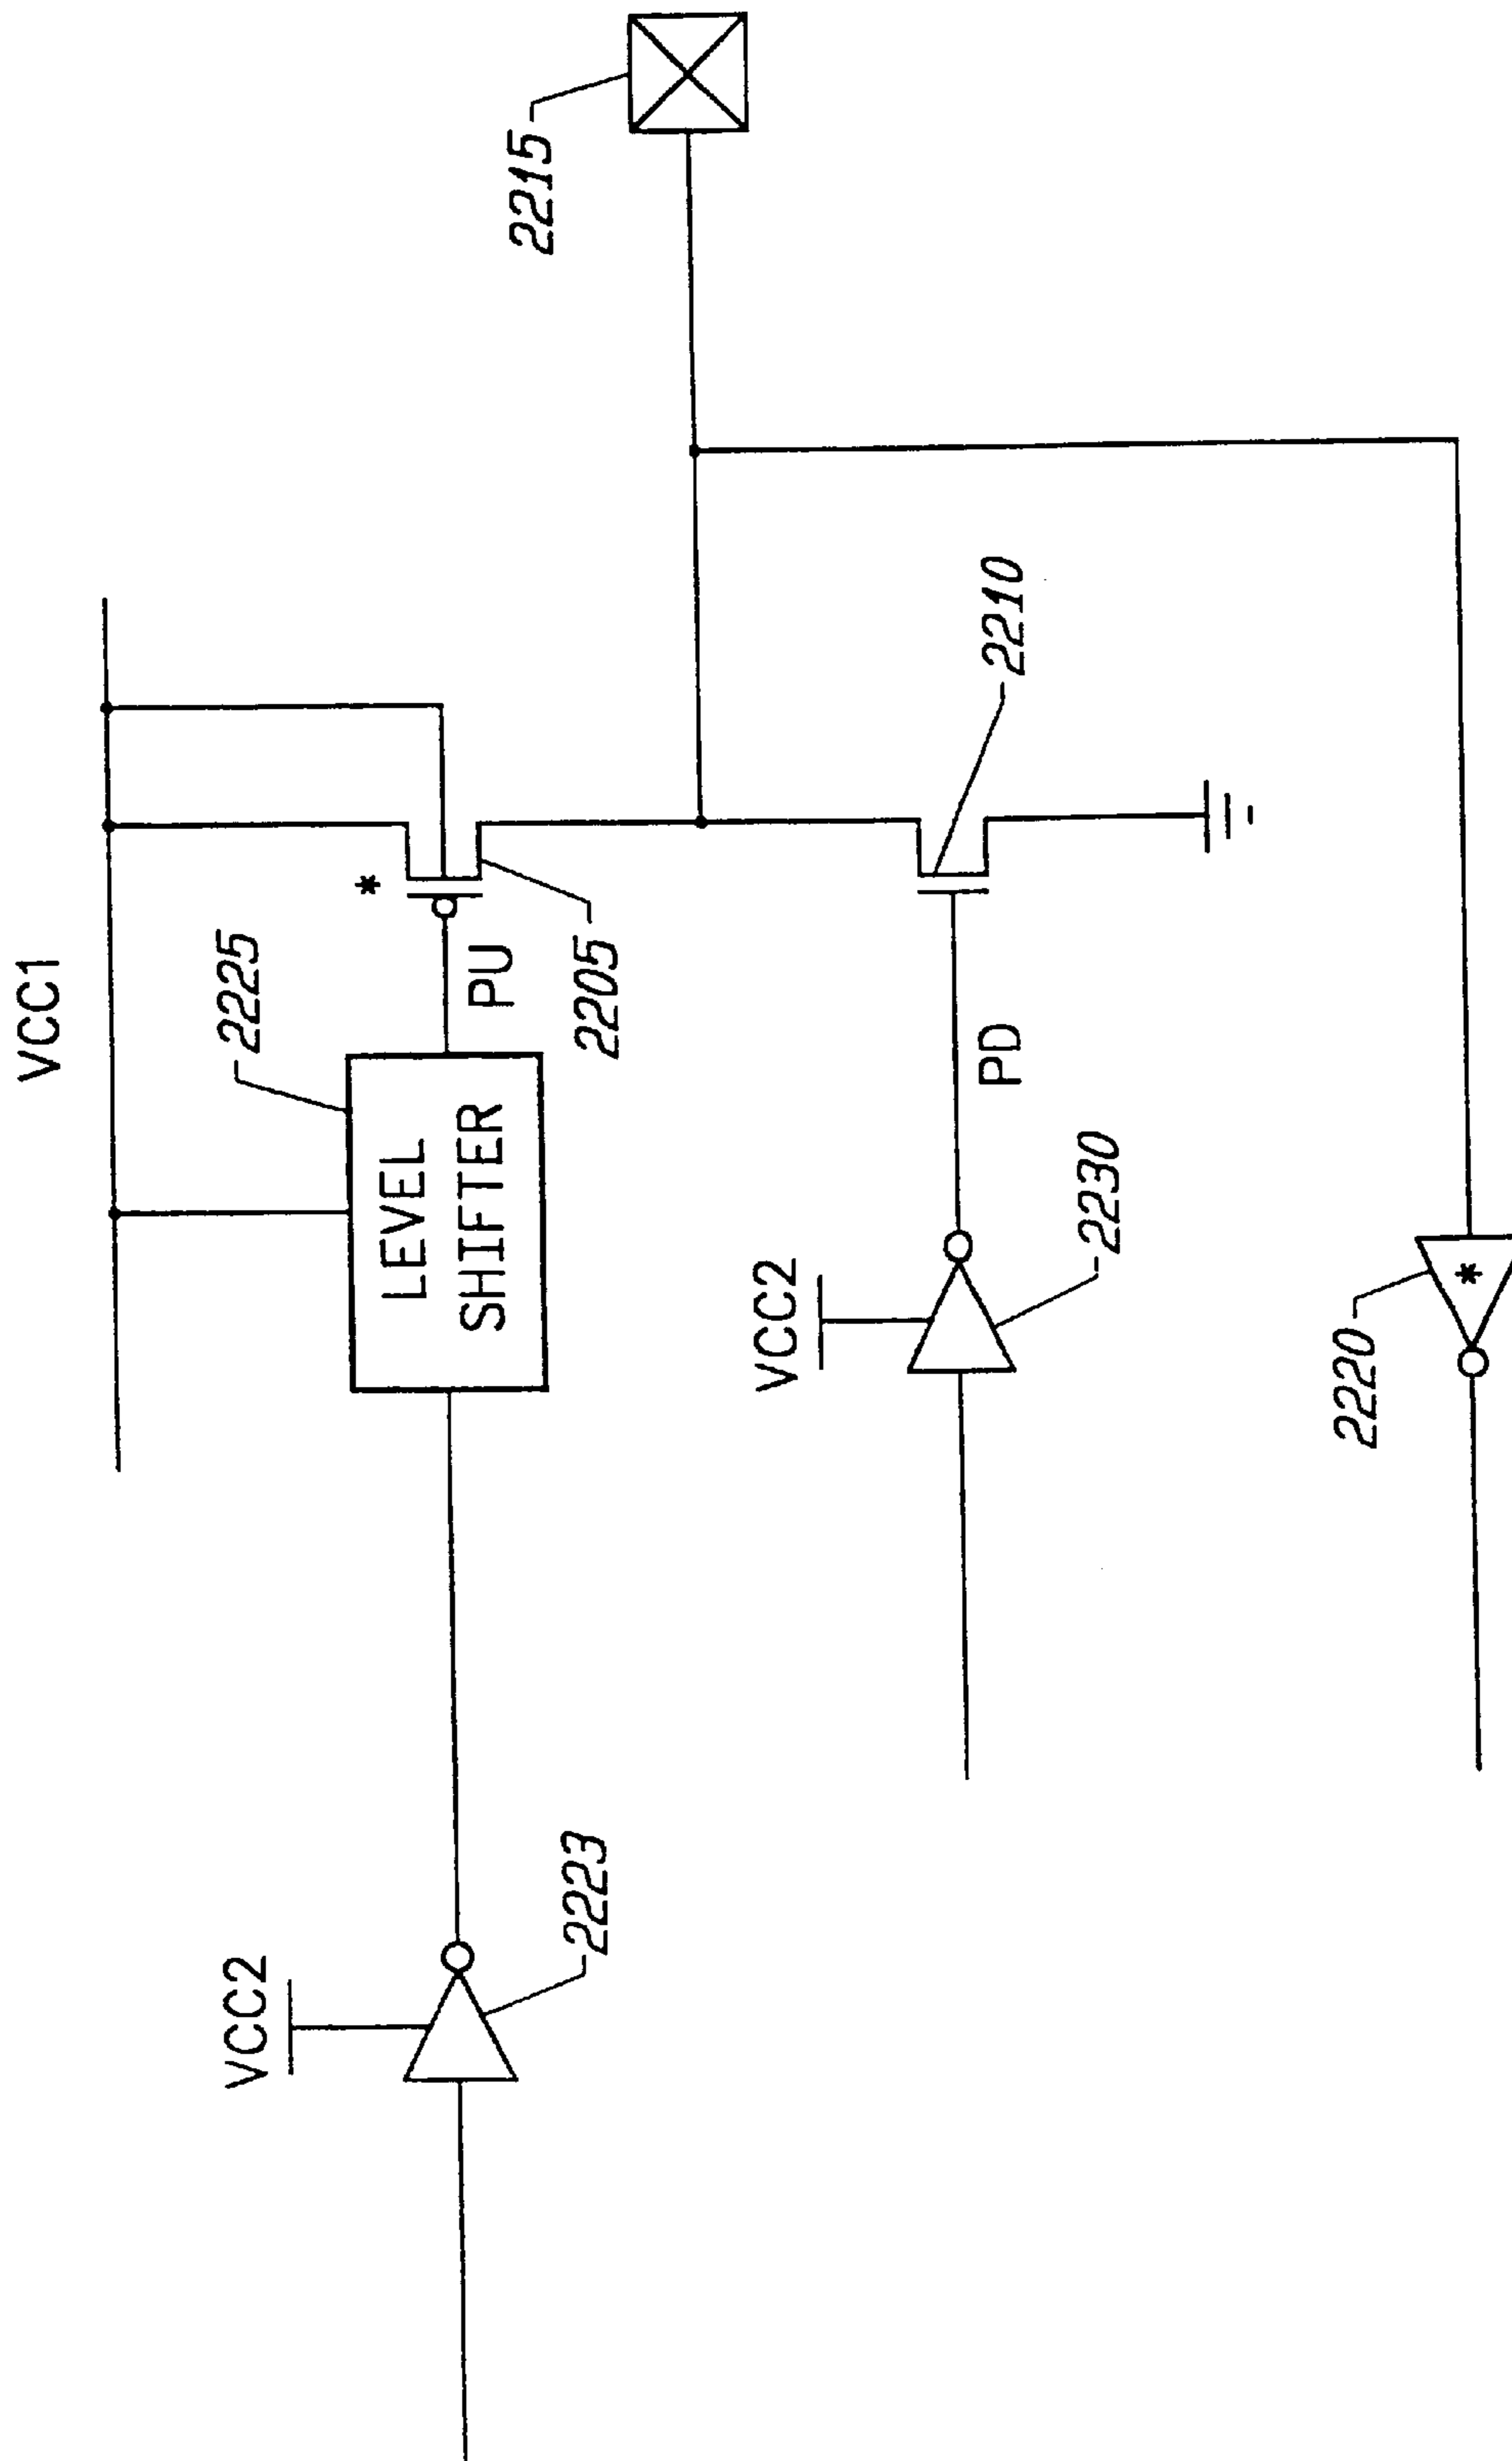 VCC1
2225
*
LEVEL
SHIFTER
PU
2205
2215
VCC2
2223
VCC2
PD
2210
2230
2220
*